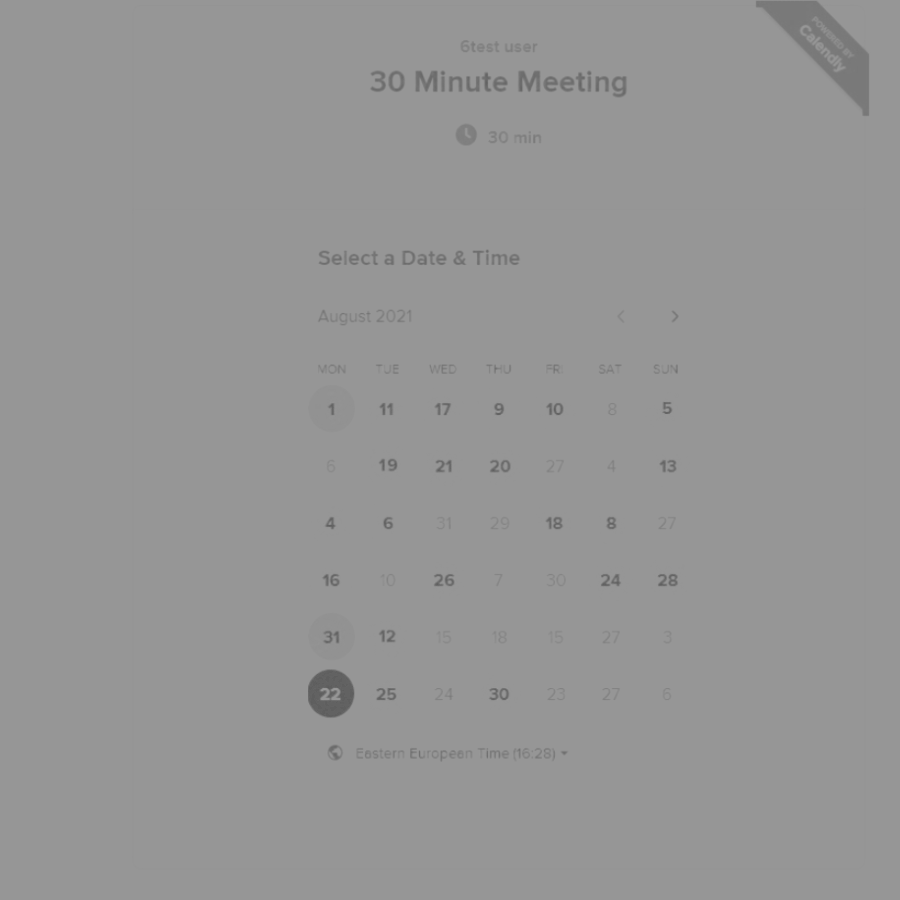 POWERED BY
Calendly
6test user
30 Minute Meeting
30 min
Select a Date & Time
August 2021
MON TUE WED THU FRI SAT SUN
1 11 17 9 10 8 5
6 19 21 20 27 4 13
4 6 31 29 18 8 27
16 10 26 7 30 24 28
31 12 15 18 15 27 3
22 25 24 30 23 27 6
Eastern European Time (16:28)